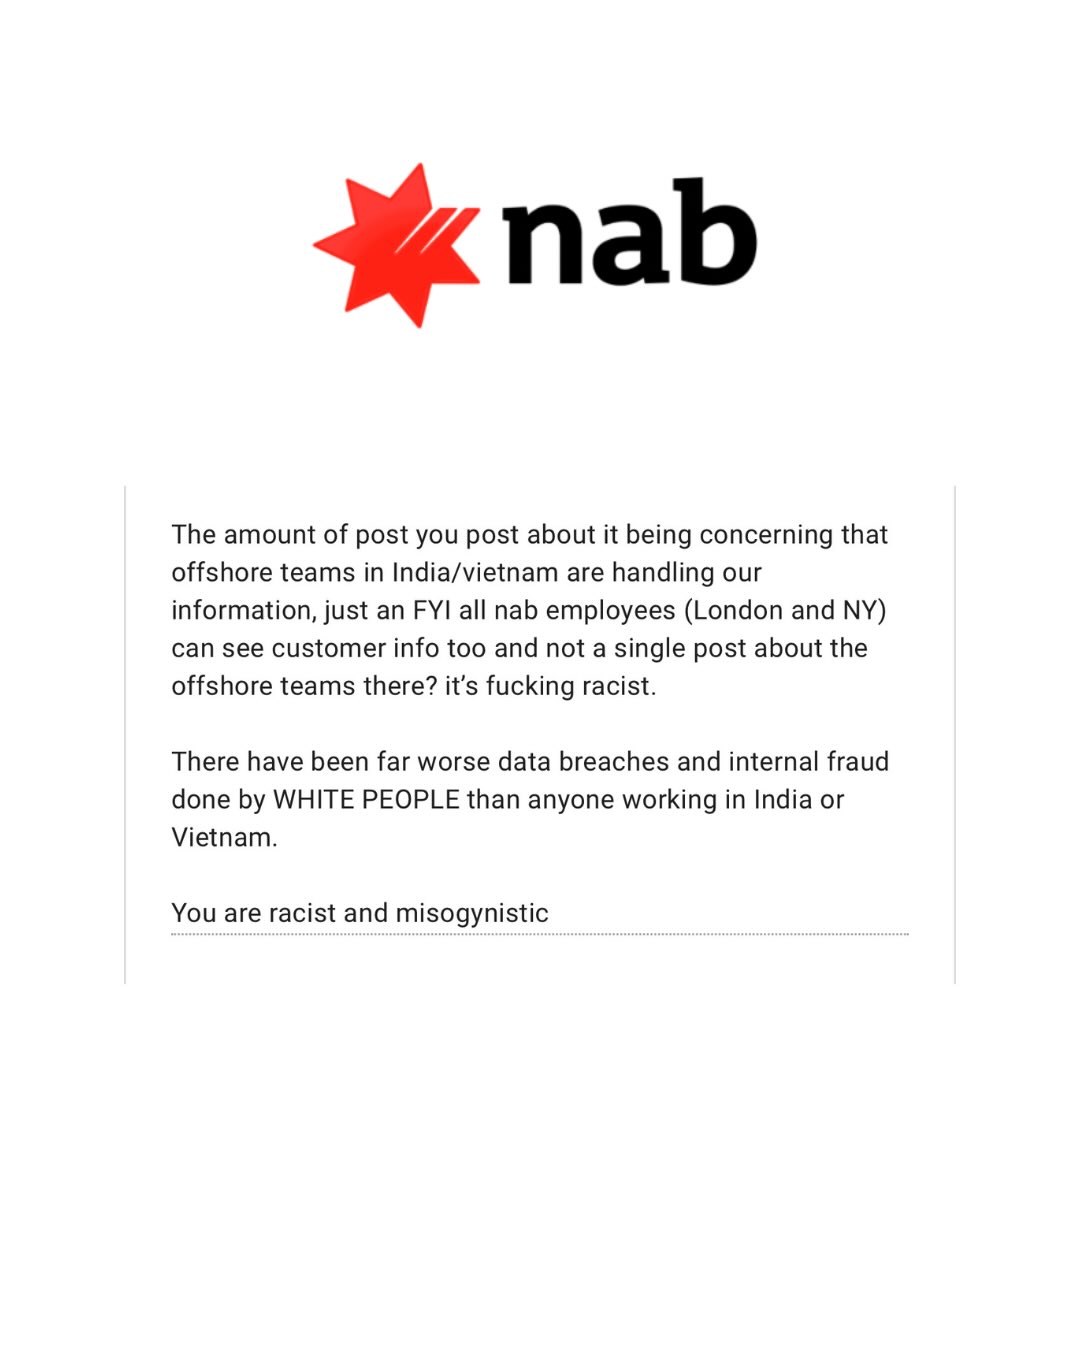 nab
The amount of post you post about it being concerning that
offshore teams in India/vietnam are handling our
information, just an FYI all nab employees (London and NY)
can see customer info too and not a single post about the
offshore teams there? it’s fucking racist.
There have been far worse data breaches and internal fraud
done by WHITE PEOPLE than anyone working in India or
Vietnam.
You are racist and misogynistic